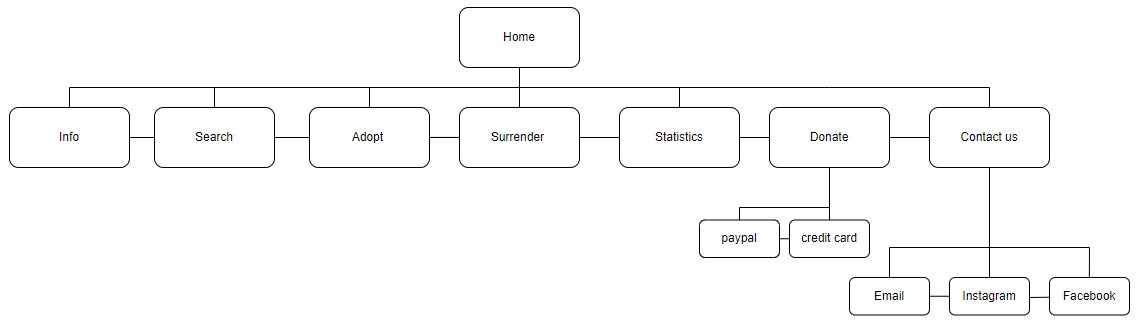 Home
Info
Search
Adopt
Surrender
Statistics
Donate
Contact us
paypal
credit card
Email
Instagram
Facebook